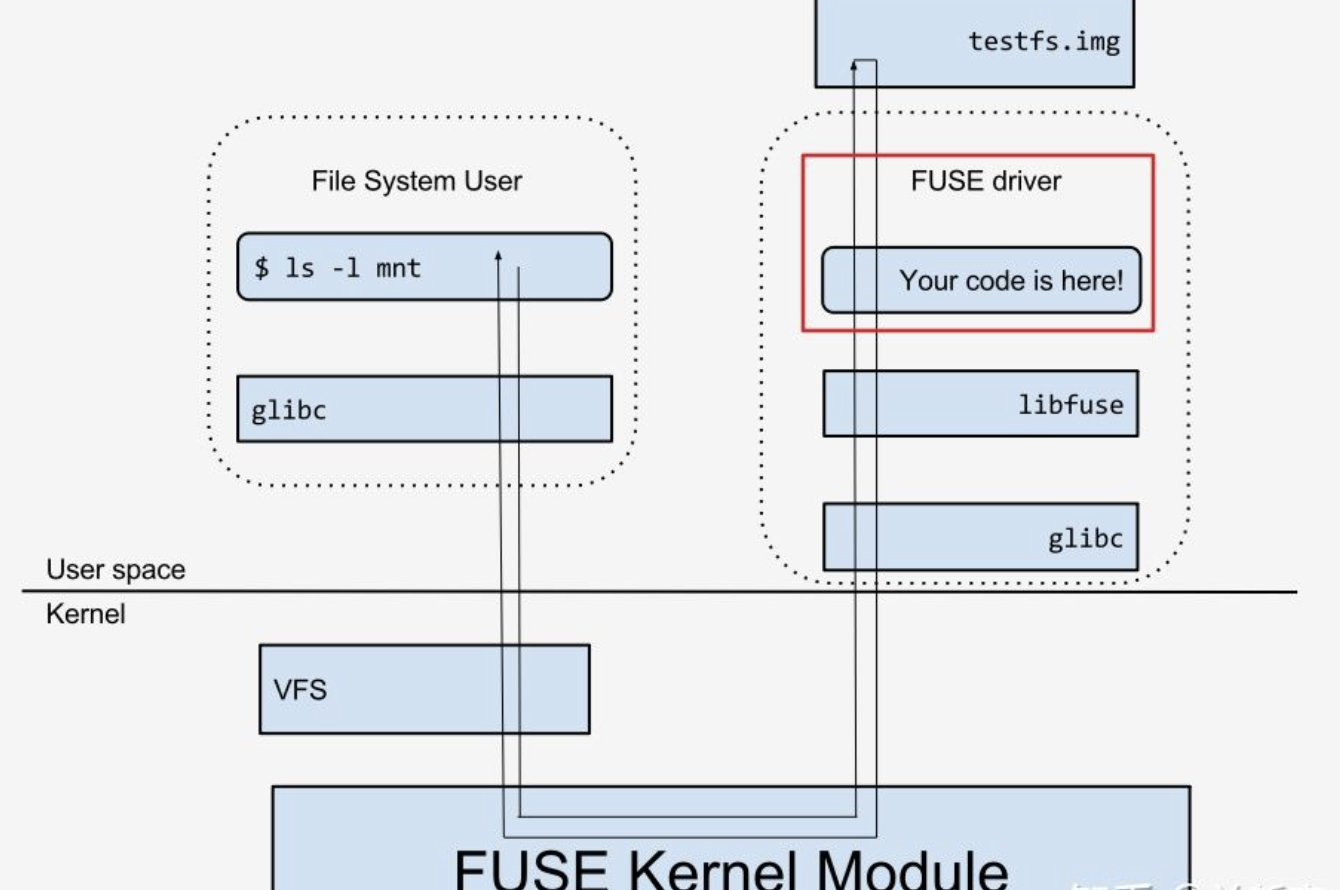 testfs.img
File System User
FUSE driver
$ ls -l mnt
Your code is here!
glibc
libfuse
glibc
User space
Kernel
VFS
FUSE Kernel Module